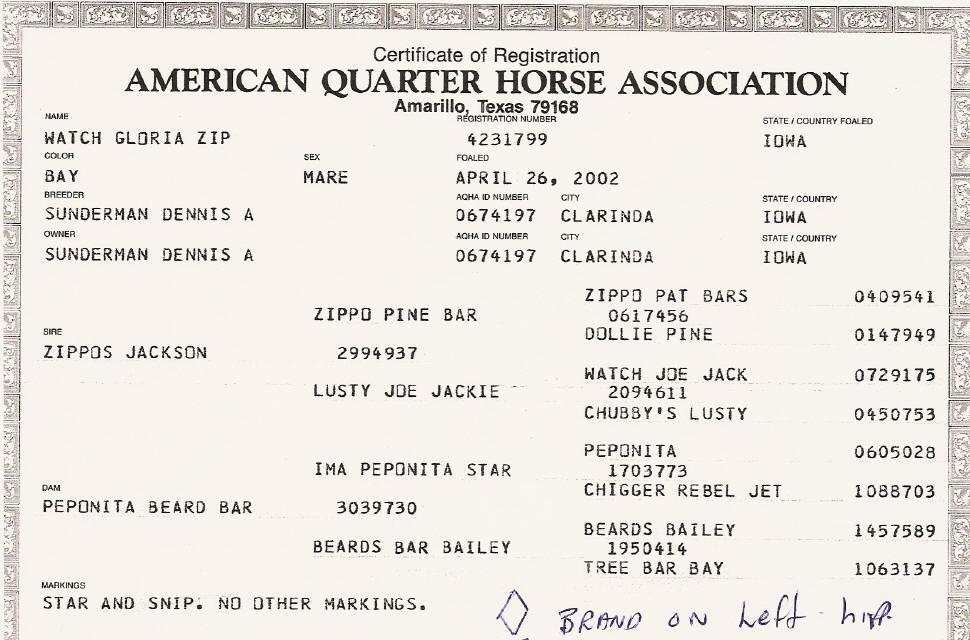 Certificate of Registration
AMERICAN QUARTER HORSE ASSOCIATION
Amarillo, Texas 79168
NAME REGISTRATION NUMBER STATE / COUNTRY FOALED
WATCH GLORIA ZIP 4231799 IOWA
COLOR SEX FOALED
BAY MARE APRIL 26, 2002
BREEDER AQHA ID NUMBER CITY STATE / COUNTRY
SUNDERMAN DENNIS A 0674197 CLARINDA IOWA
OWNER AQHA ID NUMBER CITY STATE / COUNTRY
SUNDERMAN DENNIS A 0674197 CLARINDA IOWA
ZIPPO PAT BARS 0409541
ZIPPO PINE BAR 0617456
SIRE DOLLIE PINE 0147949
ZIPPOS JACKSON 2994937
WATCH JOE JACK 0729175
LUSTY JOE JACKIE 2094611
CHUBBY'S LUSTY 0450753
PEPONITA 0605028
IMA PEPONITA STAR 1703773
DAM CHIGGER REBEL JET 1088703
PEPONITA BEARD BAR 3039730
BEARDS BAILEY 1457589
BEARDS BAR BAILEY 1950414
TREE BAR BAY 1063137
MARKINGS
STAR AND SNIP. NO OTHER MARKINGS.
BRAND ON Left hip